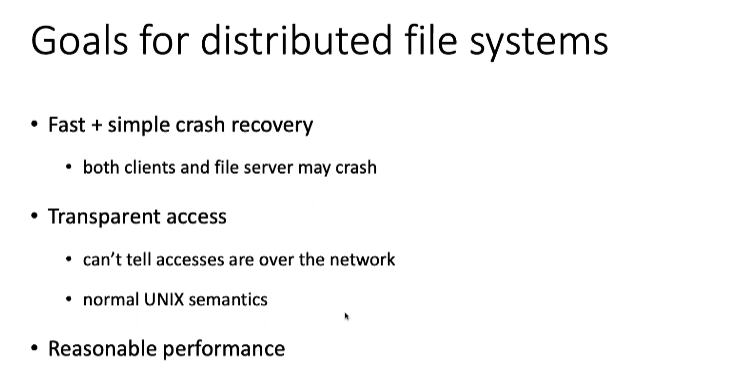 Goals for distributed file systems
• Fast + simple crash recovery
• both clients and file server may crash
• Transparent access
• can't tell accesses are over the network
• normal UNIX semantics
• Reasonable performance